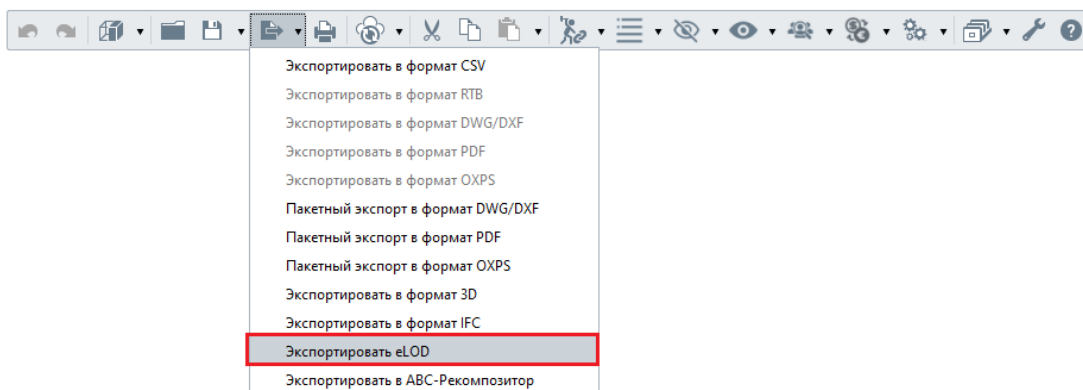 Экспортировать в формат CSV
Экспортировать в формат RTB
Экспортировать в формат DWG/DXF
Экспортировать в формат PDF
Экспортировать в формат OXPS
Пакетный экспорт в формат DWG/DXF
Пакетный экспорт в формат PDF
Пакетный экспорт в формат OXPS
Экспортировать в формат 3D
Экспортировать в формат IFC
Экспортировать eLOD
Экспортировать в АВС-Рекомпозитор